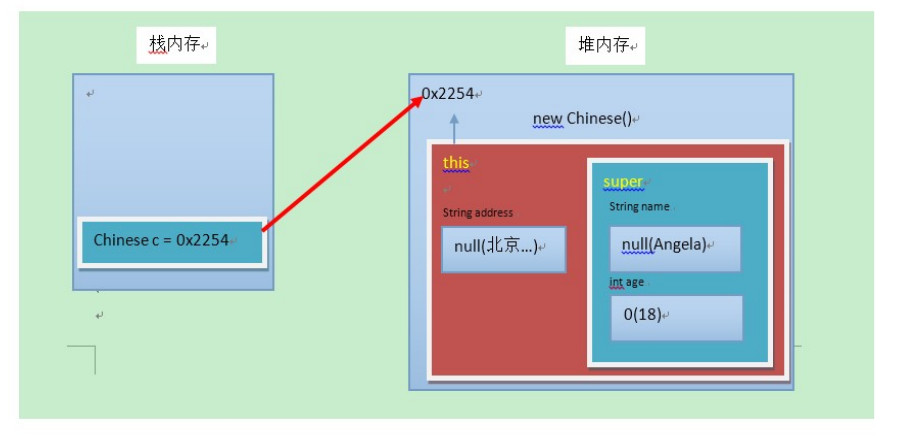 栈内存
堆内存
0x2254
new Chinese()
this
super
String address
String name
null(北京...)
null(Angela)
int age
0(18)
Chinese c = 0x2254